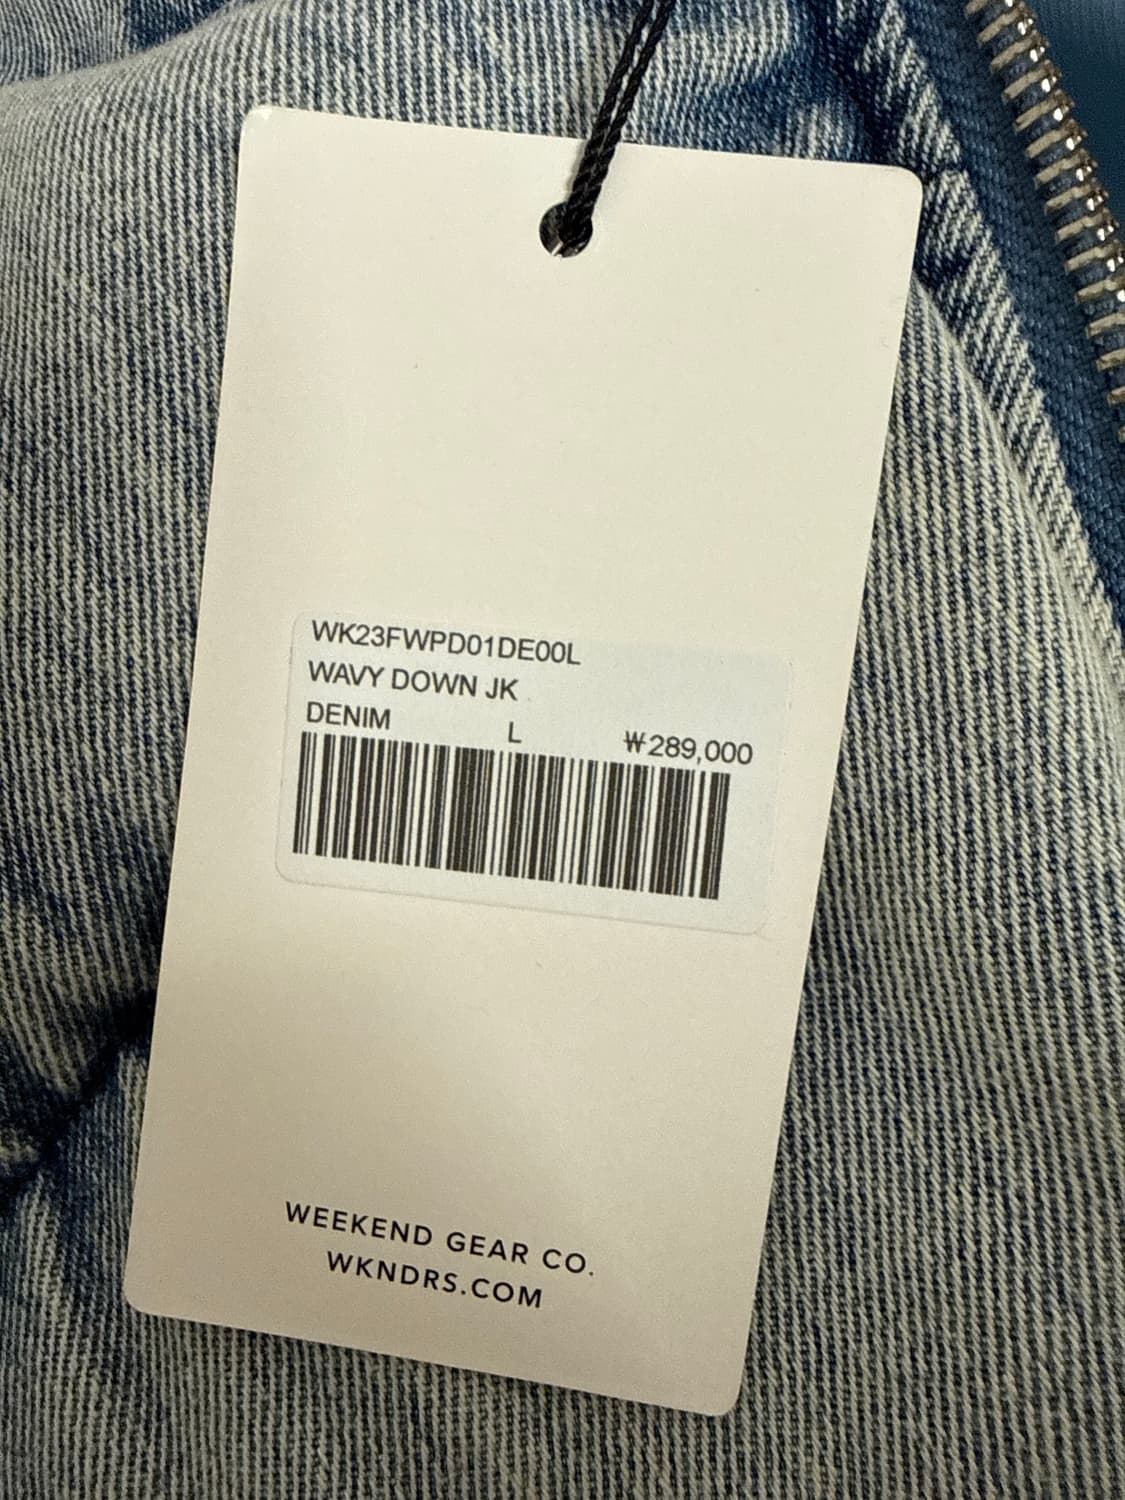 WK23FWPD01DE00L
WAVY DOWN JK
DENIM L ₩289,000
WEEKEND GEAR CO.
WKNDRS.COM